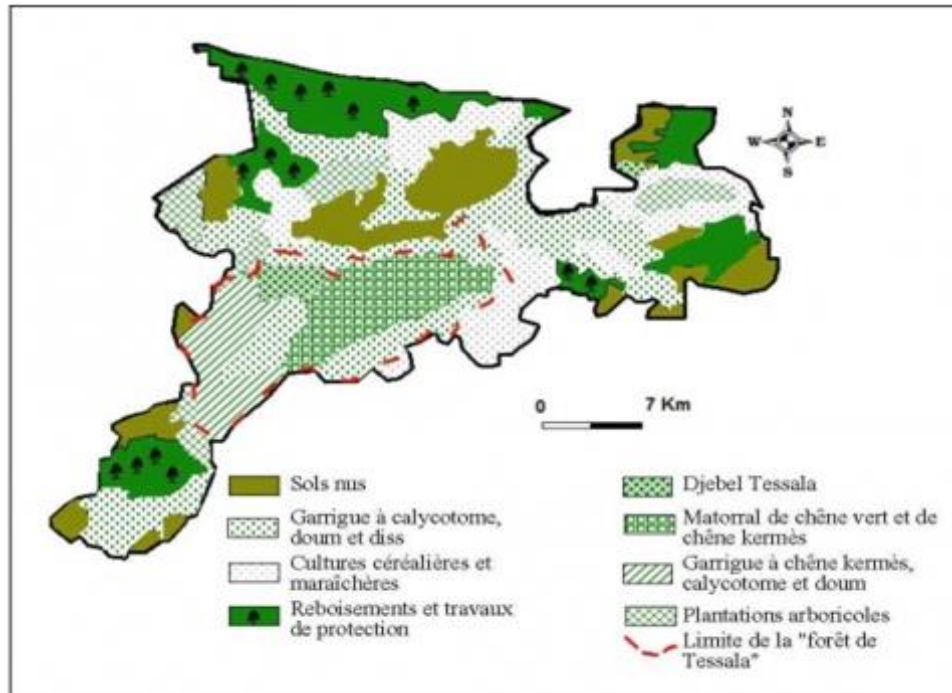 N
W E
S
0 7 Km
Sols nus
Garrigue à calycotome,
doum et diss
Cultures céréalières et
maraîchères
Reboisements et travaux
de protection
Djebel Tessala
Matorral de chêne vert et de
chêne kermès
Garrigue à chêne kermés,
calycotome et doum
Plantations arboricoles
Limite de la "forêt de
Tessala"